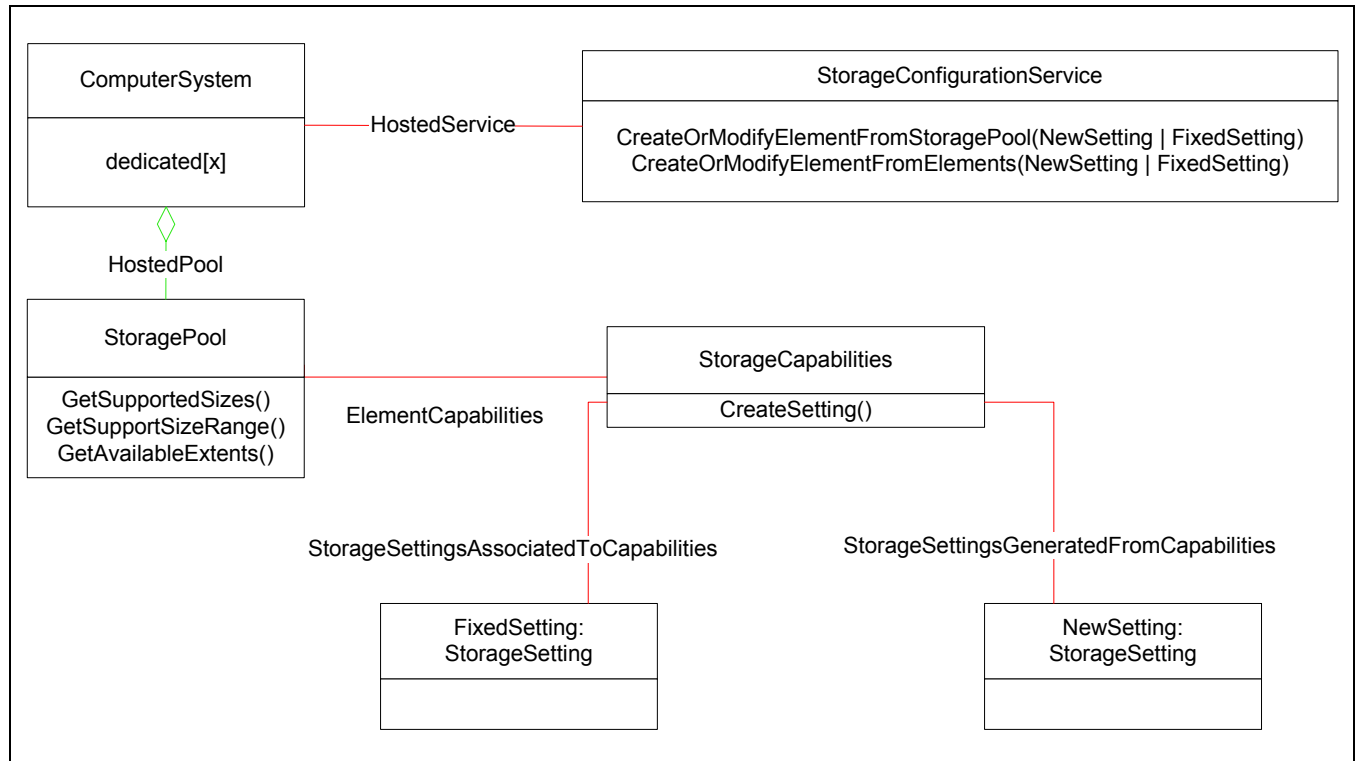 ComputerSystem
dedicated[x]
HostedService
StorageConfigurationService
CreateOrModifyElementFromStoragePool(NewSetting | FixedSetting)
CreateOrModifyElementFromElements(NewSetting | FixedSetting)
HostedPool
StoragePool
GetSupportedSizes()
GetSupportSizeRange()
GetAvailableExtents()
ElementCapabilities
StorageCapabilities
CreateSetting()
StorageSettingsAssociatedToCapabilities
StorageSettingsGeneratedFromCapabilities
FixedSetting:
StorageSetting
NewSetting:
StorageSetting